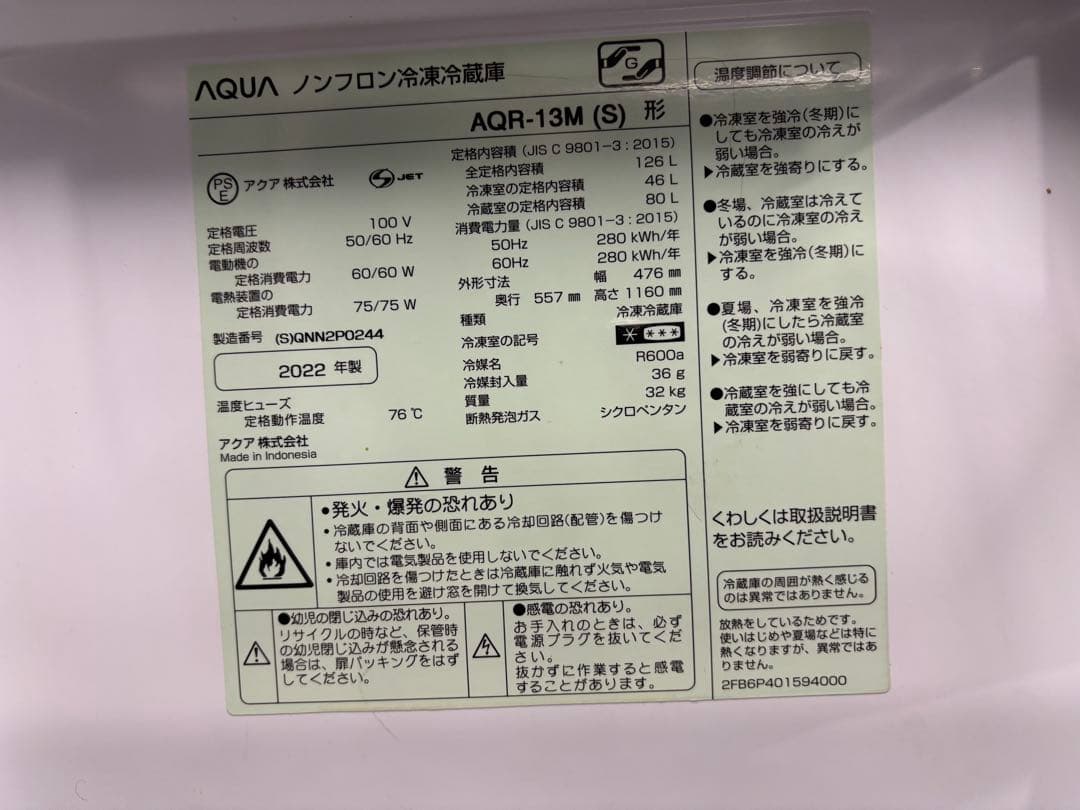 AQUA ノンフロン冷凍冷蔵庫
G
AQR-13M (S) 形
PS E アクア 株式会社
S JET
定格電圧 100 V
定格周波数 50/60 Hz
電動機の
定格消費電力 60/60 W
電熱装置の
定格消費電力 75/75 W
製造番号 (S)QNN2P0244
2022 年製
温度ヒューズ
定格動作温度 76 ℃
アクア 株式会社
Made in Indonesia
定格内容積 (JIS C 9801-3 : 2015)
全定格内容積 126 L
冷凍室の定格内容積 46 L
冷蔵室の定格内容積 80 L
消費電力量 (JIS C 9801-3 : 2015)
50Hz 280 kWh/年
60Hz 280 kWh/年
外形寸法 幅 476 ㎜
奥行 557 ㎜ 高さ 1160 ㎜
種類 冷凍冷蔵庫
冷凍室の記号 * ***
冷媒名 R600a
冷媒封入量 36 g
質量 32 kg
断熱発泡ガス シクロペンタン
警 告
●発火・爆発の恐れあり
・冷蔵庫の背面や側面にある冷却回路(配管)を傷つけ
ないでください。
・庫内では電気製品を使用しないでください。
・冷却回路を傷つけたときは冷蔵庫に触れず火気や電気
製品の使用を避け窓を開けて換気してください。
●幼児の閉じ込みの恐れあり。
リサイクルの時など、保管時
の幼児閉じ込みが懸念される
場合は、扉パッキングをはず
してください。
●感電の恐れあり。
お手入れのときは、必ず
電源プラグを抜いてくだ
さい。
抜かずに作業すると感電
することがあります。
温度調節について
●冷凍室を強冷(冬期)に
しても冷凍室の冷えが
弱い場合。
▶冷蔵室を強寄りにする。
●冬場、冷蔵室は冷えて
いるのに冷凍室の冷え
が弱い場合。
▶冷凍室を強冷(冬期)に
する。
●夏場、冷凍室を強冷
(冬期)にしたら冷蔵室
の冷えが弱い場合。
▶冷凍室を弱寄りに戻す。
●冷蔵室を強にしても冷
蔵室の冷えが弱い場合。
▶冷凍室を弱寄りに戻す。
くわしくは取扱説明書
をお読みください。
冷蔵庫の周囲が熱く感じる
のは異常ではありません。
放熱をしているためです。
使いはじめや夏場などは特に
熱くなりますが、異常ではあ
りません。
2FB6P401594000